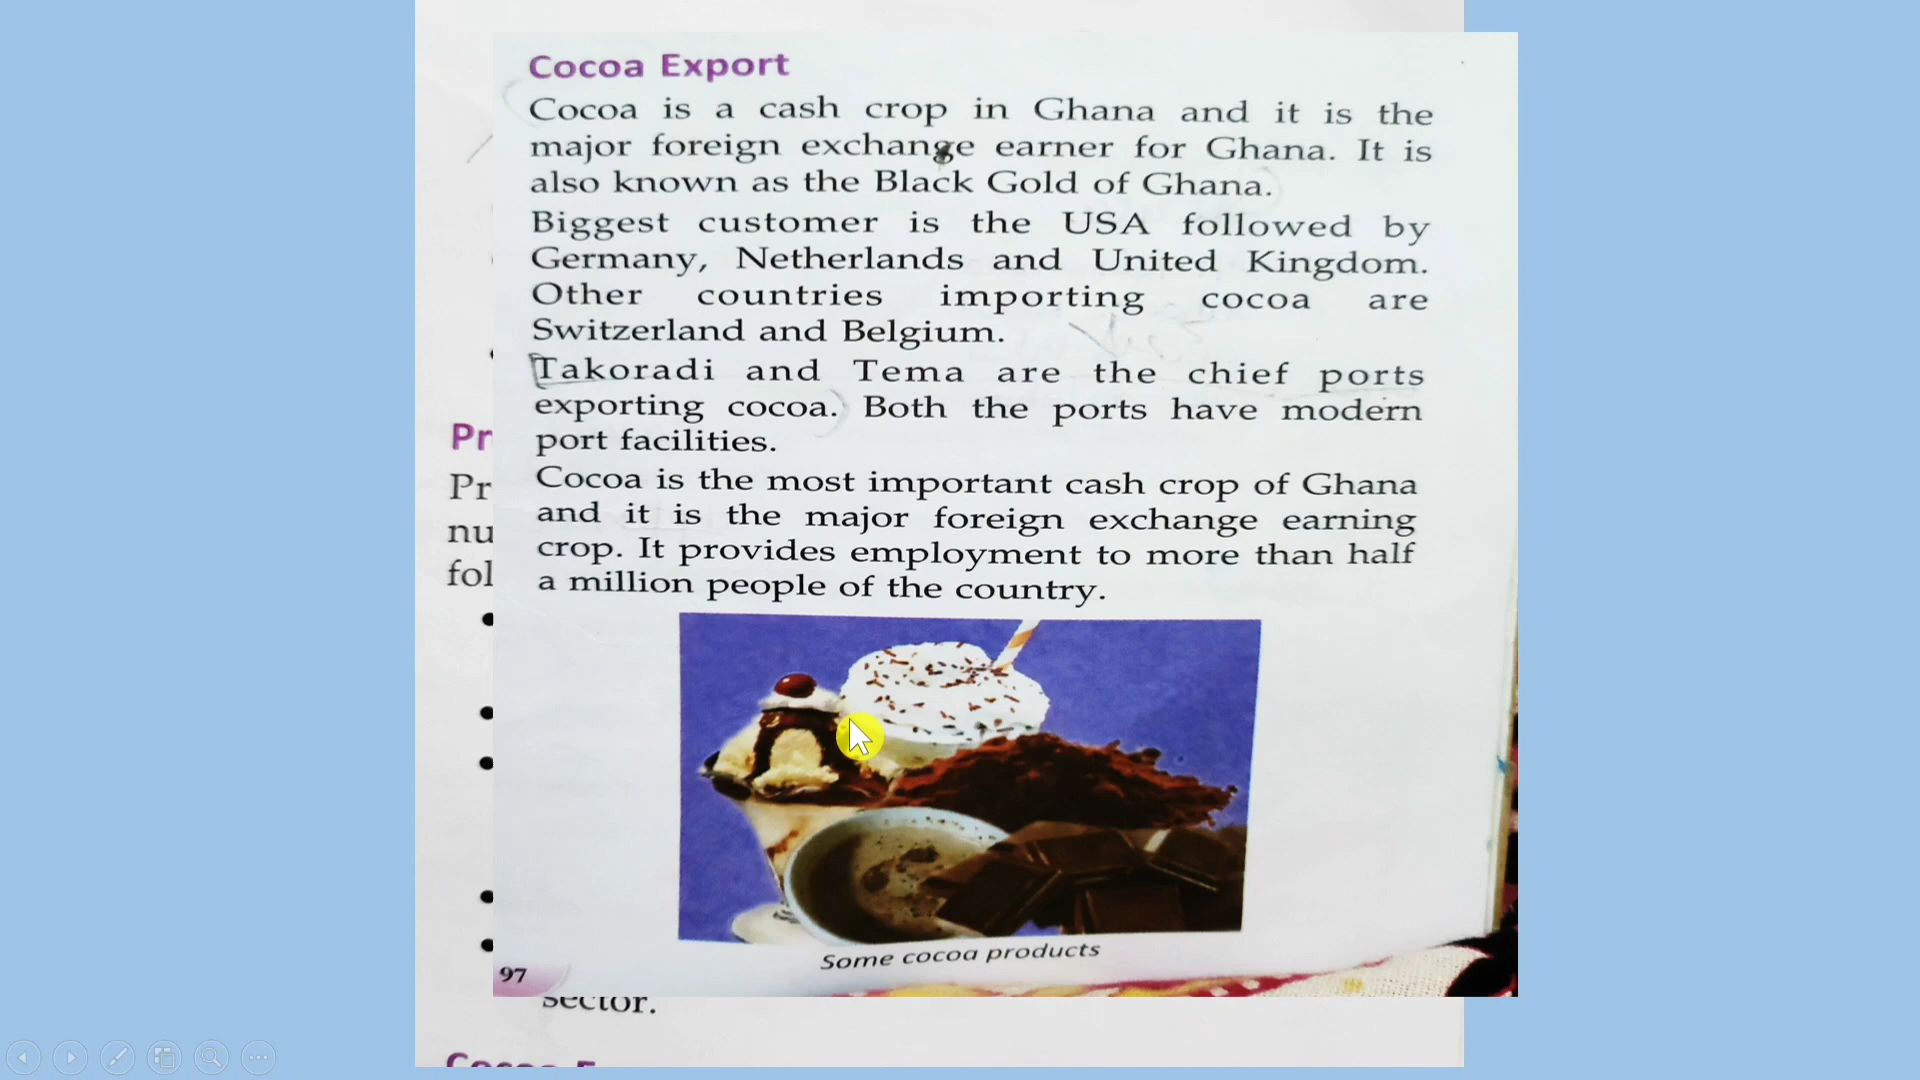 Cocoa Export
Cocoa is a cash crop in Ghana and it is the
major foreign exchange earner for Ghana. It is
also known as the Black Gold of Ghana.
Biggest customer is the USA followed by
Germany, Netherlands and United Kingdom.
Other countries importing cocoa are
Switzerland and Belgium.
Takoradi and Tema are the chief ports
exporting cocoa. Both the ports have modern
port facilities.
Cocoa is the most important cash crop of Ghana
and it is the major foreign exchange earning
crop. It provides employment to more than half
a million people of the country.
Some cocoa products
97
Pr
Pr
nu
fol
sector.